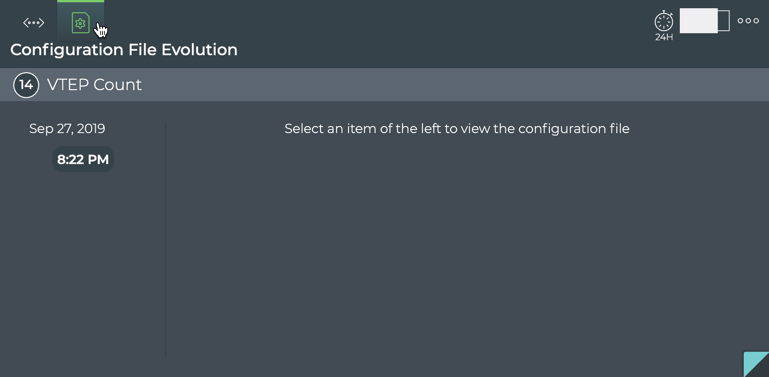 24H
Configuration File Evolution
14 VTEP Count
Sep 27, 2019
Select an item of the left to view the configuration file
8:22 PM